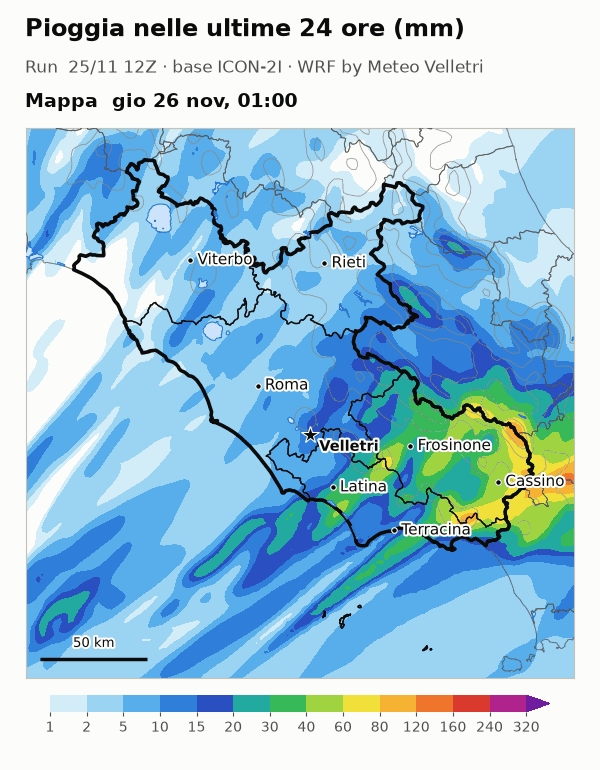 Pioggia nelle ultime 24 ore (mm)
Run 25/11 12Z · base ICON-2I · WRF by Meteo Velletri
Mappa gio 26 nov, 01:00
Viterbo
Rieti
Roma
Velletri
Frosinone
Cassino
Latina
Terracina
50 km
1 2 5 10 15 20 30 40 60 80 120 160 240 320